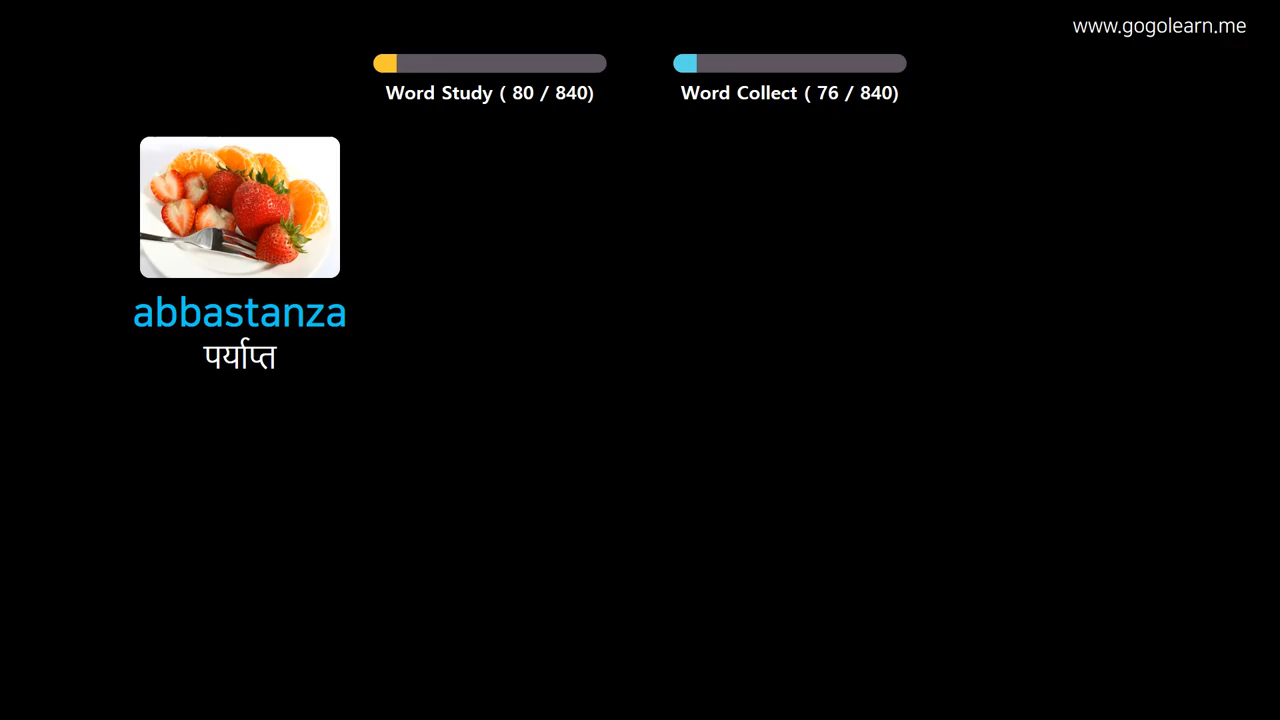 www.gogolearn.me
Word Study ( 80 / 840)
Word Collect ( 76 / 840)
abbastanza
पर्याप्त